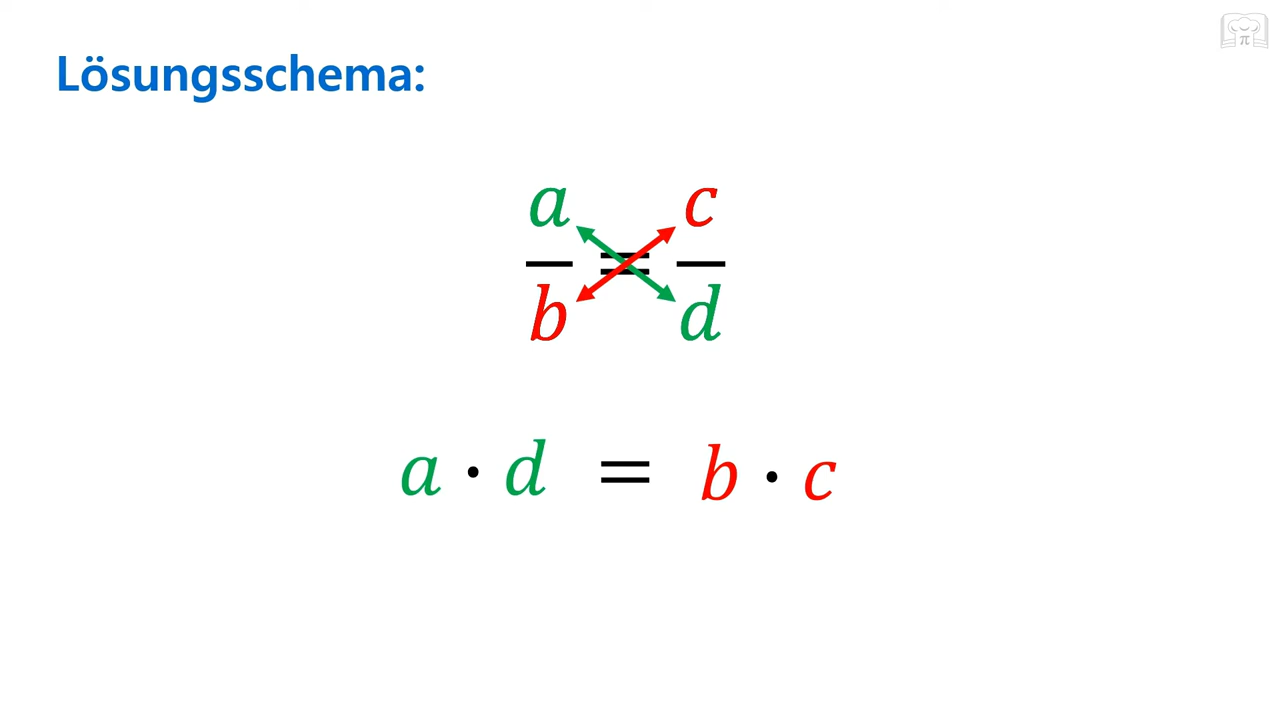 Lösungsschema:
a/b = c/d
a · d = b · c